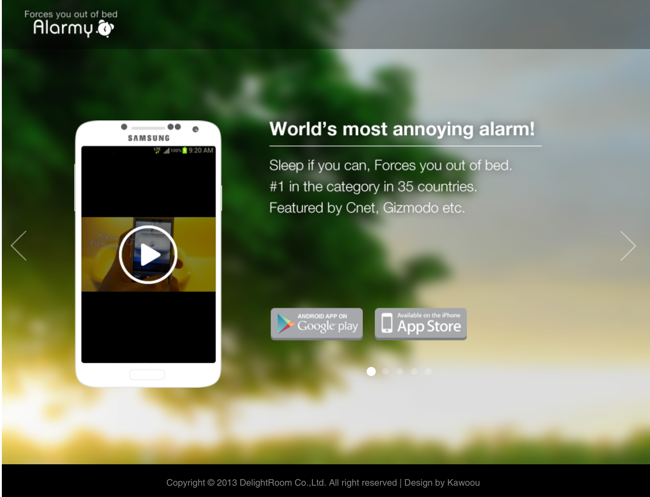 Forces you out of bed
Alarmy
SAMSUNG
100% 9:20 AM
World's most annoying alarm!
Sleep if you can, Forces you out of bed.
#1 in the category in 35 countries.
Featured by Cnet, Gizmodo etc.
ANDROID APP ON
Google play
Available on the iPhone
App Store
Copyright © 2013 DelightRoom Co.,Ltd. All right reserved | Design by Kawoou